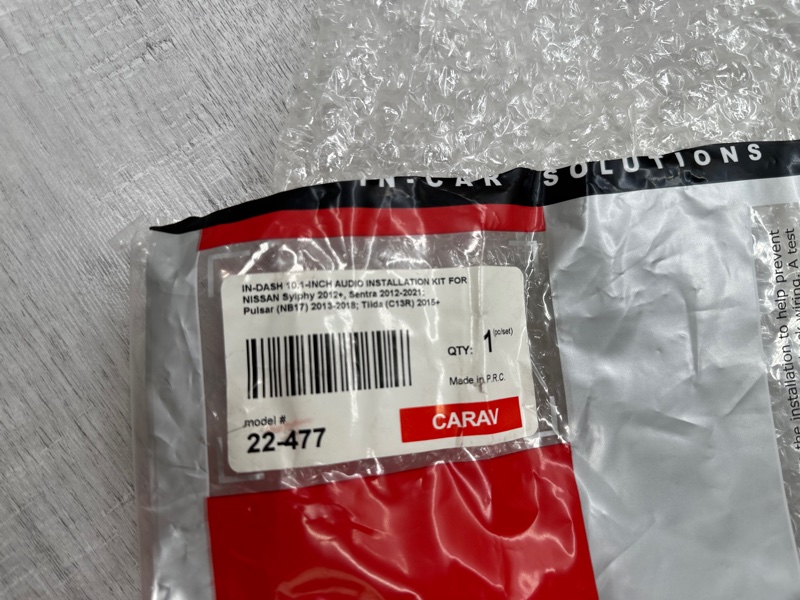 IN-CAR SOLUTIONS
IN-DASH 10.1-INCH AUDIO INSTALLATION KIT FOR
NISSAN Sylphy 2012+, Sentra 2012-2021;
Pulsar (NB17) 2013-2018; Tiida (C13R) 2015+
QTY: 1 (pc/set)
Made in P.R.C.
model #
22-477
CARAV
the installation to help prevent
wiring. A test